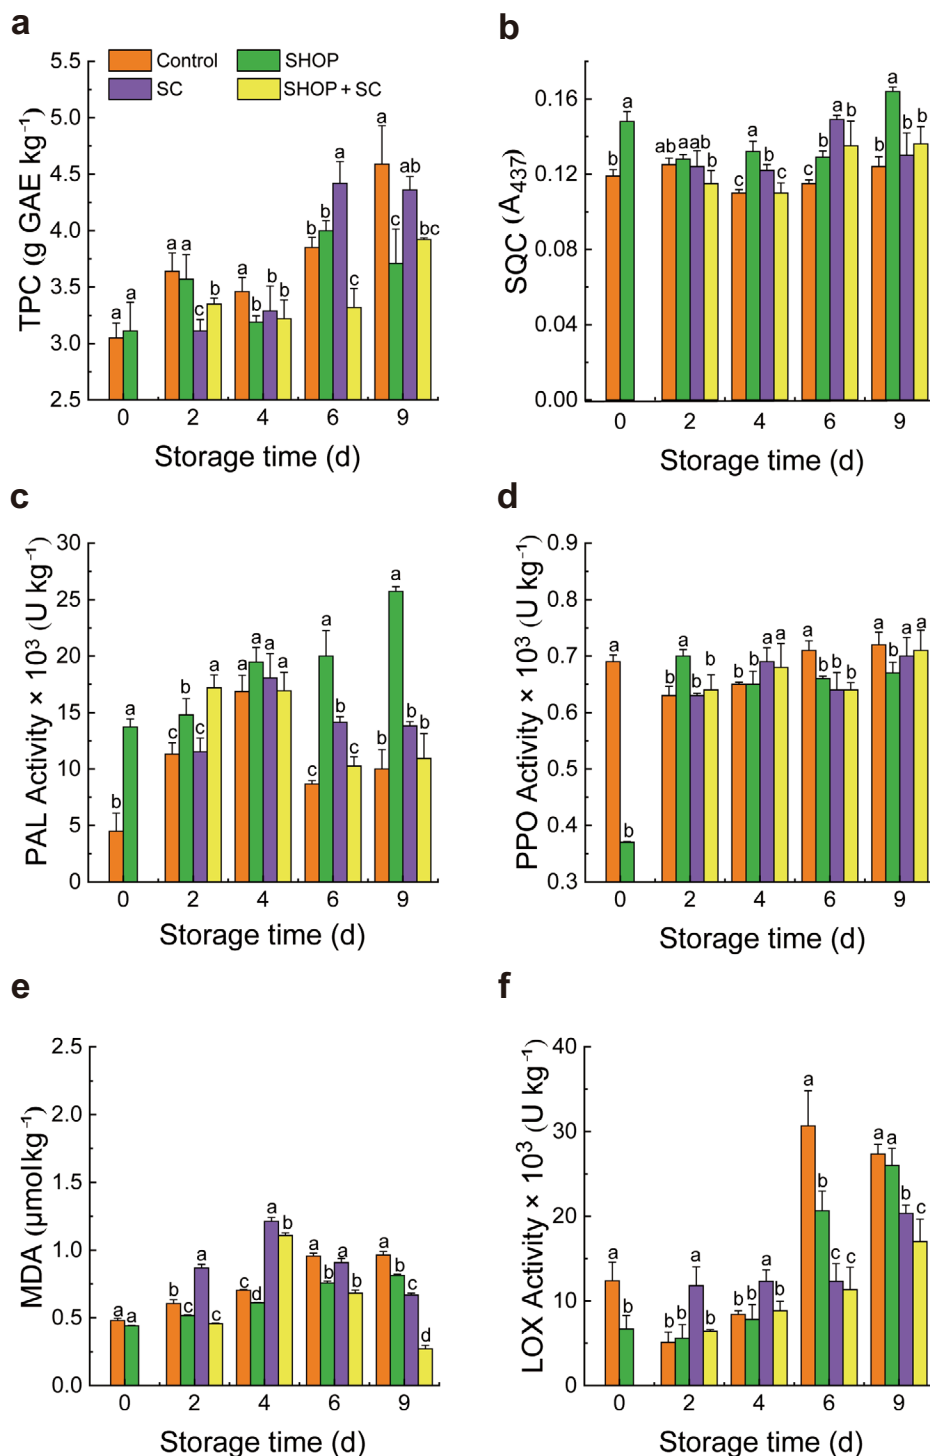 a
Control
SHOP
SC
SHOP + SC
TPC (g GAE kg⁻¹)
5.5
5.0
4.5
4.0
3.5
3.0
2.5
a a a a c b a b b b b b a c a c ab bc
0 2 4 6 9
Storage time (d)
b
SQC (A₄₃₇)
0.16
0.12
0.08
0.04
0.00
b a ab a ab b c a b c c b a b b a b b
0 2 4 6 9
Storage time (d)
c
PAL Activity × 10³ (U kg⁻¹)
30
25
20
15
10
5
0
b a c b c a a a a a c a b c b a b b
0 2 4 6 9
Storage time (d)
d
PPO Activity × 10³ (U kg⁻¹)
0.9
0.8
0.7
0.6
0.5
0.4
0.3
a b b a b b b b a a a b b b a b a a
0 2 4 6 9
Storage time (d)
e
MDA (μmolkg⁻¹)
2.5
2.0
1.5
1.0
0.5
0.0
a a b c a c c d a b a b a b a b c d
0 2 4 6 9
Storage time (d)
f
LOX Activity × 10³ (U kg⁻¹)
40
30
20
10
0
a b b b a b b b a b a b c c a a b c
0 2 4 6 9
Storage time (d)